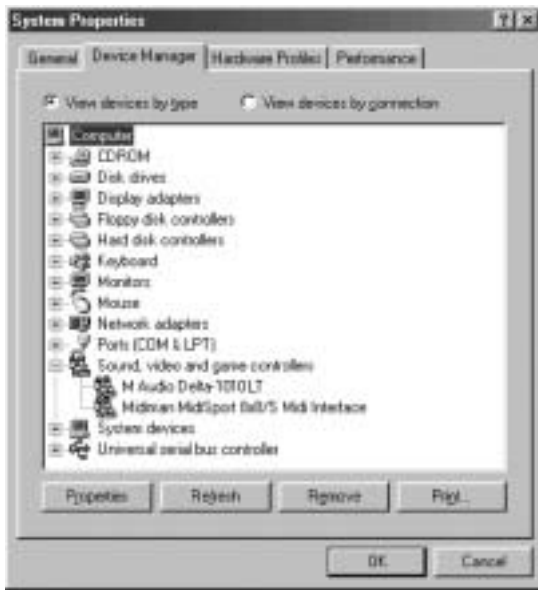 System Properties
General Device Manager Hardware Profiles Performance
View devices by type View devices by connection
Computer
CDROM
Disk drives
Display adapters
Floppy disk controllers
Hard disk controllers
Keyboard
Monitors
Mouse
Network adapters
Ports (COM & LPT)
Sound, video and game controllers
M Audio Delta-1010LT
Midiman MidiSport 8x8/S Midi Interface
System devices
Universal serial bus controller
Properties Refresh Remove Print...
OK Cancel